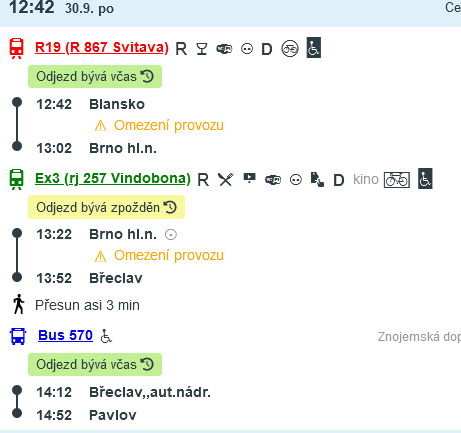 12:42 30.9. po Ce
R19 (R 867 Svitava) R D
Odjezd bývá včas
12:42 Blansko
Omezení provozu
13:02 Brno hl.n.
Ex3 (rj 257 Vindobona) R D kino
Odjezd bývá zpožděn
13:22 Brno hl.n.
Omezení provozu
13:52 Břeclav
Přesun asi 3 min
Bus 570 Znojemská dop
Odjezd bývá včas
14:12 Břeclav,,aut.nádr.
14:52 Pavlov